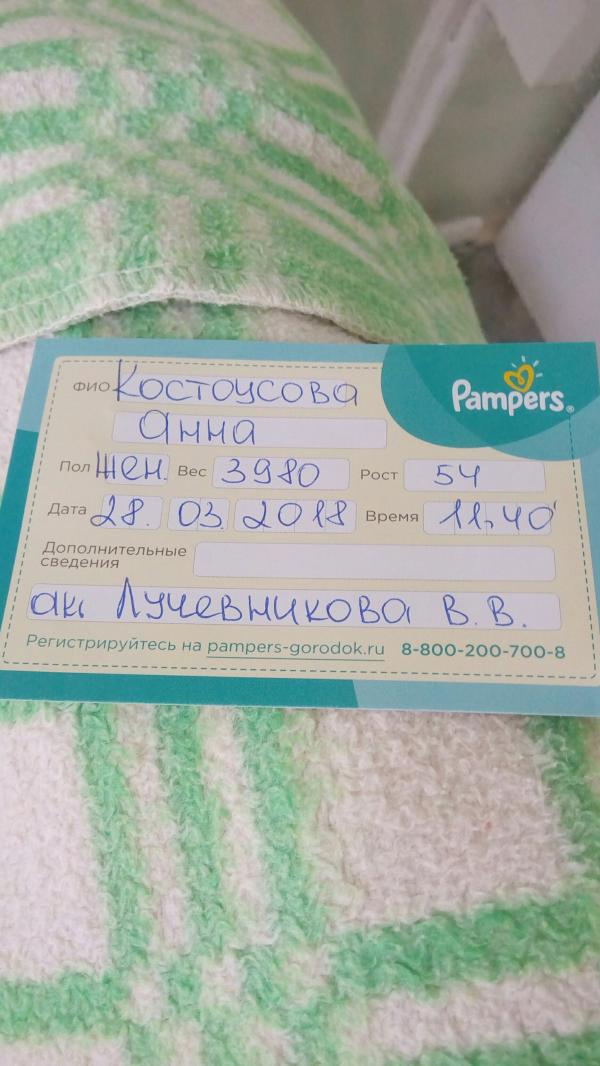 Pampers
ФИО Костоусова
Анна
Пол Жен. Вес 3980 Рост 54
Дата 28. 03. 2018 Время 11,40
Дополнительные
сведения
ак. Лучевникова В. В.
Регистрируйтесь на pampers-gorodok.ru 8-800-200-700-8